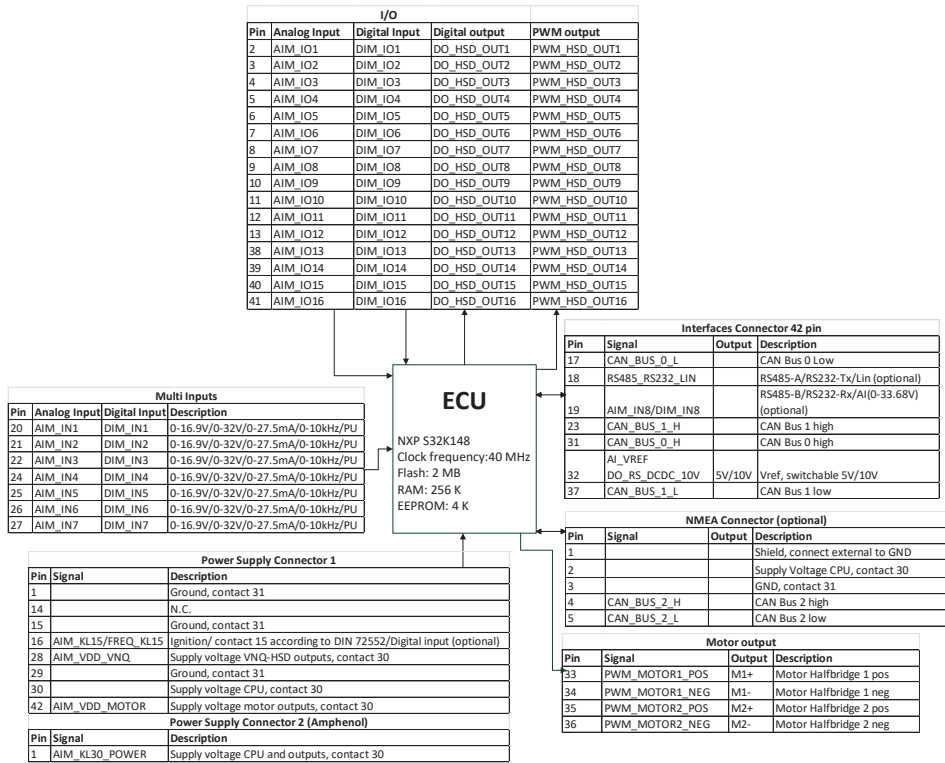 I/O
Pin Analog Input Digital Input Digital output PWM output
2 AIM_IO1 DIM_IO1 DO_HSD_OUT1 PWM_HSD_OUT1
3 AIM_IO2 DIM_IO2 DO_HSD_OUT2 PWM_HSD_OUT2
4 AIM_IO3 DIM_IO3 DO_HSD_OUT3 PWM_HSD_OUT3
5 AIM_IO4 DIM_IO4 DO_HSD_OUT4 PWM_HSD_OUT4
6 AIM_IO5 DIM_IO5 DO_HSD_OUT5 PWM_HSD_OUT5
7 AIM_IO6 DIM_IO6 DO_HSD_OUT6 PWM_HSD_OUT6
8 AIM_IO7 DIM_IO7 DO_HSD_OUT7 PWM_HSD_OUT7
9 AIM_IO8 DIM_IO8 DO_HSD_OUT8 PWM_HSD_OUT8
10 AIM_IO9 DIM_IO9 DO_HSD_OUT9 PWM_HSD_OUT9
11 AIM_IO10 DIM_IO10 DO_HSD_OUT10 PWM_HSD_OUT10
12 AIM_IO11 DIM_IO11 DO_HSD_OUT11 PWM_HSD_OUT11
13 AIM_IO12 DIM_IO12 DO_HSD_OUT12 PWM_HSD_OUT12
38 AIM_IO13 DIM_IO13 DO_HSD_OUT13 PWM_HSD_OUT13
39 AIM_IO14 DIM_IO14 DO_HSD_OUT14 PWM_HSD_OUT14
40 AIM_IO15 DIM_IO15 DO_HSD_OUT15 PWM_HSD_OUT15
41 AIM_IO16 DIM_IO16 DO_HSD_OUT16 PWM_HSD_OUT16
Multi Inputs
Pin Analog Input Digital Input Description
20 AIM_IN1 DIM_IN1 0-16.9V/0-32V/0-27.5mA/0-10kHz/PU
21 AIM_IN2 DIM_IN2 0-16.9V/0-32V/0-27.5mA/0-10kHz/PU
22 AIM_IN3 DIM_IN3 0-16.9V/0-32V/0-27.5mA/0-10kHz/PU
24 AIM_IN4 DIM_IN4 0-16.9V/0-32V/0-27.5mA/0-10kHz/PU
25 AIM_IN5 DIM_IN5 0-16.9V/0-32V/0-27.5mA/0-10kHz/PU
26 AIM_IN6 DIM_IN6 0-16.9V/0-32V/0-27.5mA/0-10kHz/PU
27 AIM_IN7 DIM_IN7 0-16.9V/0-32V/0-27.5mA/0-10kHz/PU
ECU
NXP S32K148
Clock frequency:40 MHz
Flash: 2 MB
RAM: 256 K
EEPROM: 4 K
Interfaces Connector 42 pin
Pin Signal Output Description
17 CAN_BUS_0_L CAN Bus 0 Low
18 RS485_RS232_LIN RS485-A/RS232-Tx/Lin (optional)
RS485-B/RS232-Rx/AI(0-33.68V)
19 AIM_IN8/DIM_IN8 (optional)
23 CAN_BUS_1_H CAN Bus 1 high
31 CAN_BUS_0_H CAN Bus 0 high
AI_VREF
32 DO_RS_DCDC_10V 5V/10V Vref, switchable 5V/10V
37 CAN_BUS_1_L CAN Bus 1 low
NMEA Connector (optional)
Pin Signal Output Description
1 Shield, connect external to GND
2 Supply Voltage CPU, contact 30
3 GND, contact 31
4 CAN_BUS_2_H CAN Bus 2 high
5 CAN_BUS_2_L CAN Bus 2 low
Power Supply Connector 1
Pin Signal Description
1 Ground, contact 31
14 N.C.
15 Ground, contact 31
16 AIM_KL15/FREQ_KL15 Ignition/ contact 15 according to DIN 72552/Digital input (optional)
28 AIM_VDD_VNQ Supply voltage VNQ-HSD outputs, contact 30
29 Ground, contact 31
30 Supply voltage CPU, contact 30
42 AIM_VDD_MOTOR Supply voltage motor outputs, contact 30
Power Supply Connector 2 (Amphenol)
Pin Signal Description
1 AIM_KL30_POWER Supply voltage CPU and outputs, contact 30
Motor output
Pin Signal Output Description
33 PWM_MOTOR1_POS M1+ Motor Halfbridge 1 pos
34 PWM_MOTOR1_NEG M1- Motor Halfbridge 1 neg
35 PWM_MOTOR2_POS M2+ Motor Halfbridge 2 pos
36 PWM_MOTOR2_NEG M2- Motor Halfbridge 2 neg